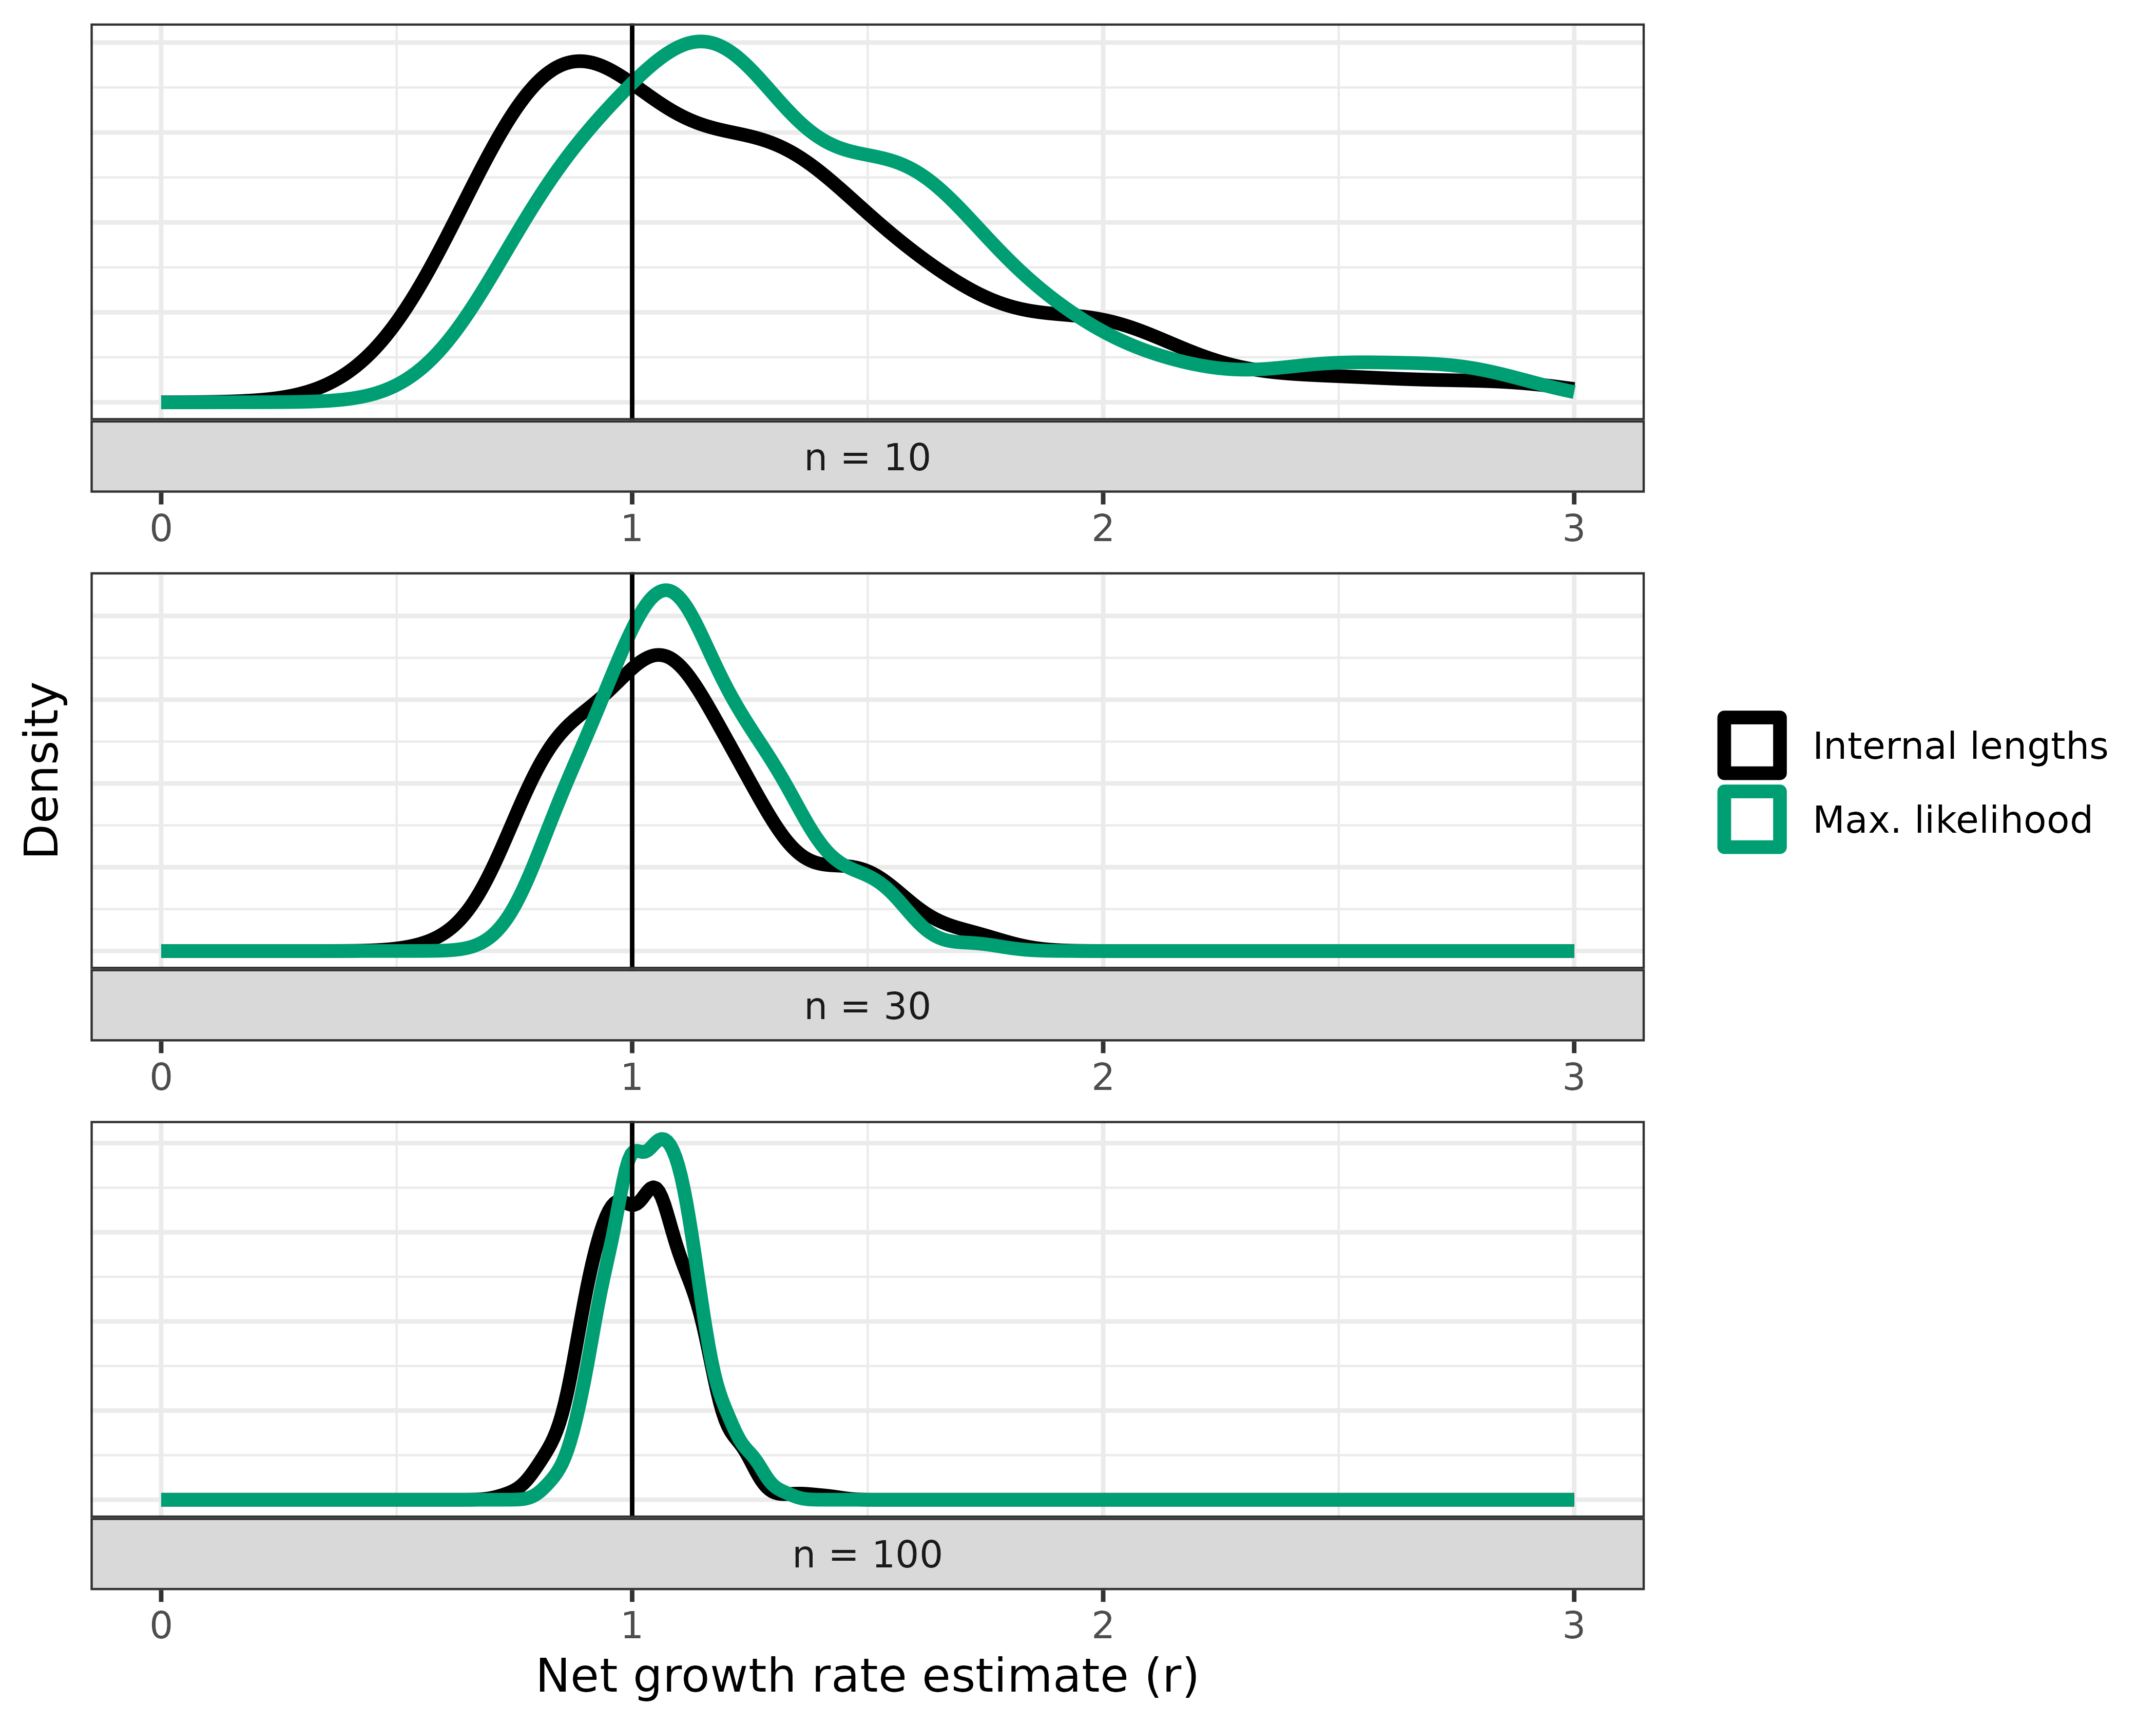 n = 10
0 1 2 3
Density
n = 30
0 1 2 3
Internal lengths
Max. likelihood
n = 100
0 1 2 3
Net growth rate estimate (r)